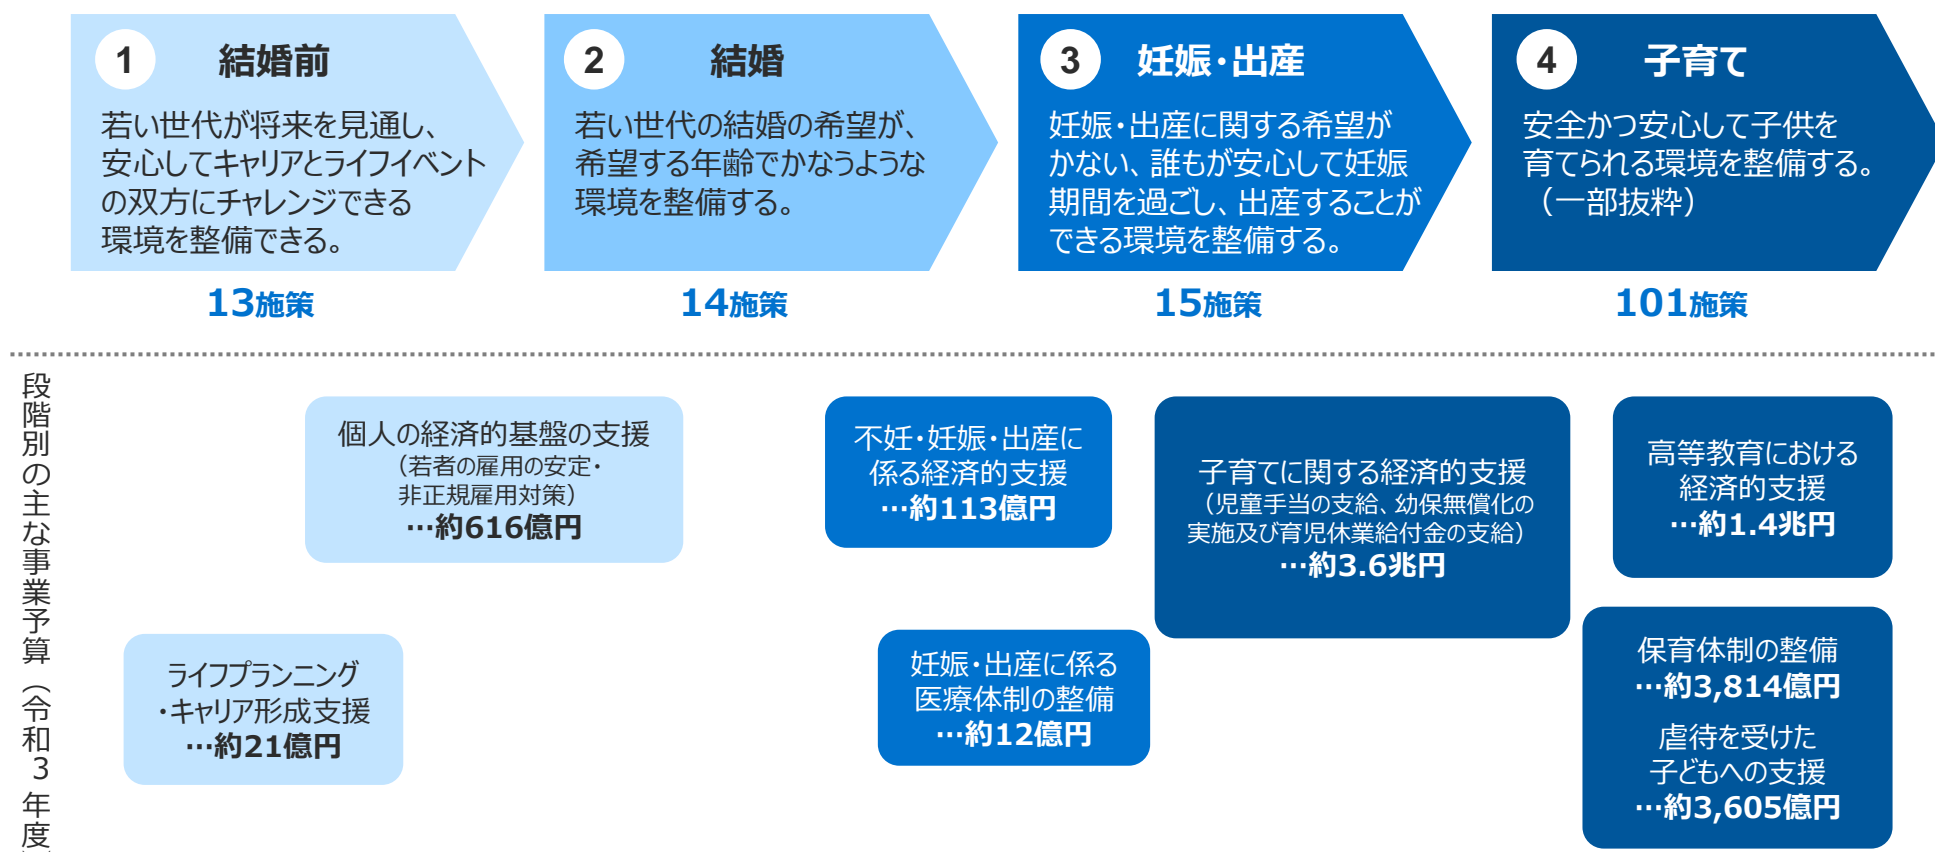 1 結婚前
若い世代が将来を見通し、
安心してキャリアとライフイベント
の双方にチャレンジできる
環境を整備できる。
13施策
2 結婚
若い世代の結婚の希望が、
希望する年齢でかなうような
環境を整備する。
14施策
3 妊娠・出産
妊娠・出産に関する希望が
かない、誰もが安心して妊娠
期間を過ごし、出産することが
できる環境を整備する。
15施策
4 子育て
安全かつ安心して子供を
育てられる環境を整備する。
（一部抜粋）
101施策
段階別の主な事業予算（令和３年度）
個人の経済的基盤の支援
（若者の雇用の安定・
非正規雇用対策）
…約616億円
ライフプランニング
・キャリア形成支援
…約21億円
不妊・妊娠・出産に
係る経済的支援
…約113億円
妊娠・出産に係る
医療体制の整備
…約12億円
子育てに関する経済的支援
（児童手当の支給、幼保無償化の
実施及び育児休業給付金の支給）
…約3.6兆円
高等教育における
経済的支援
…約1.4兆円
保育体制の整備
…約3,814億円
虐待を受けた
子どもへの支援
…約3,605億円